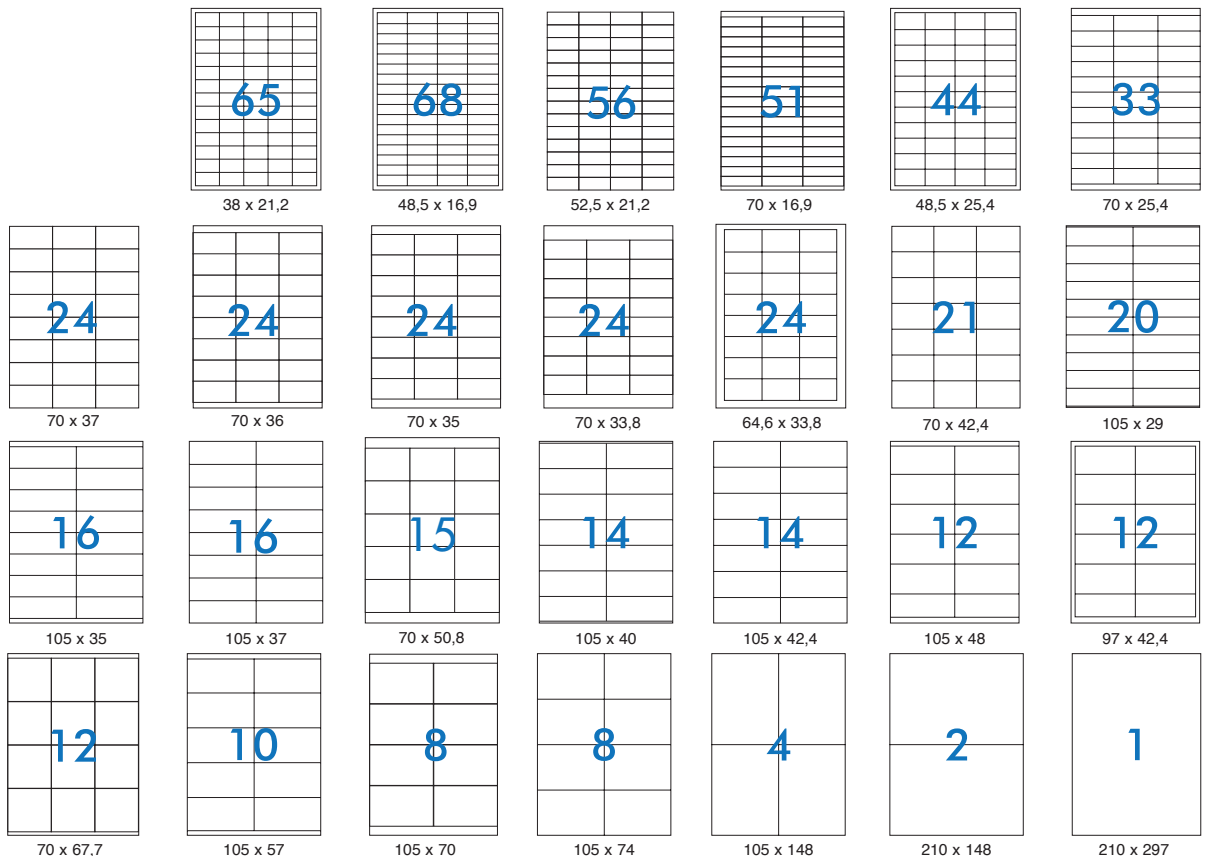 65 68 56 51 44 33
38 x 21,2 48,5 x 16,9 52,5 x 21,2 70 x 16,9 48,5 x 25,4 70 x 25,4
24 24 24 24 24 21 20
70 x 37 70 x 36 70 x 35 70 x 33,8 64,6 x 33,8 70 x 42,4 105 x 29
16 16 15 14 14 12 12
105 x 35 105 x 37 70 x 50,8 105 x 40 105 x 42,4 105 x 48 97 x 42,4
12 10 8 8 4 2 1
70 x 67,7 105 x 57 105 x 70 105 x 74 105 x 148 210 x 148 210 x 297